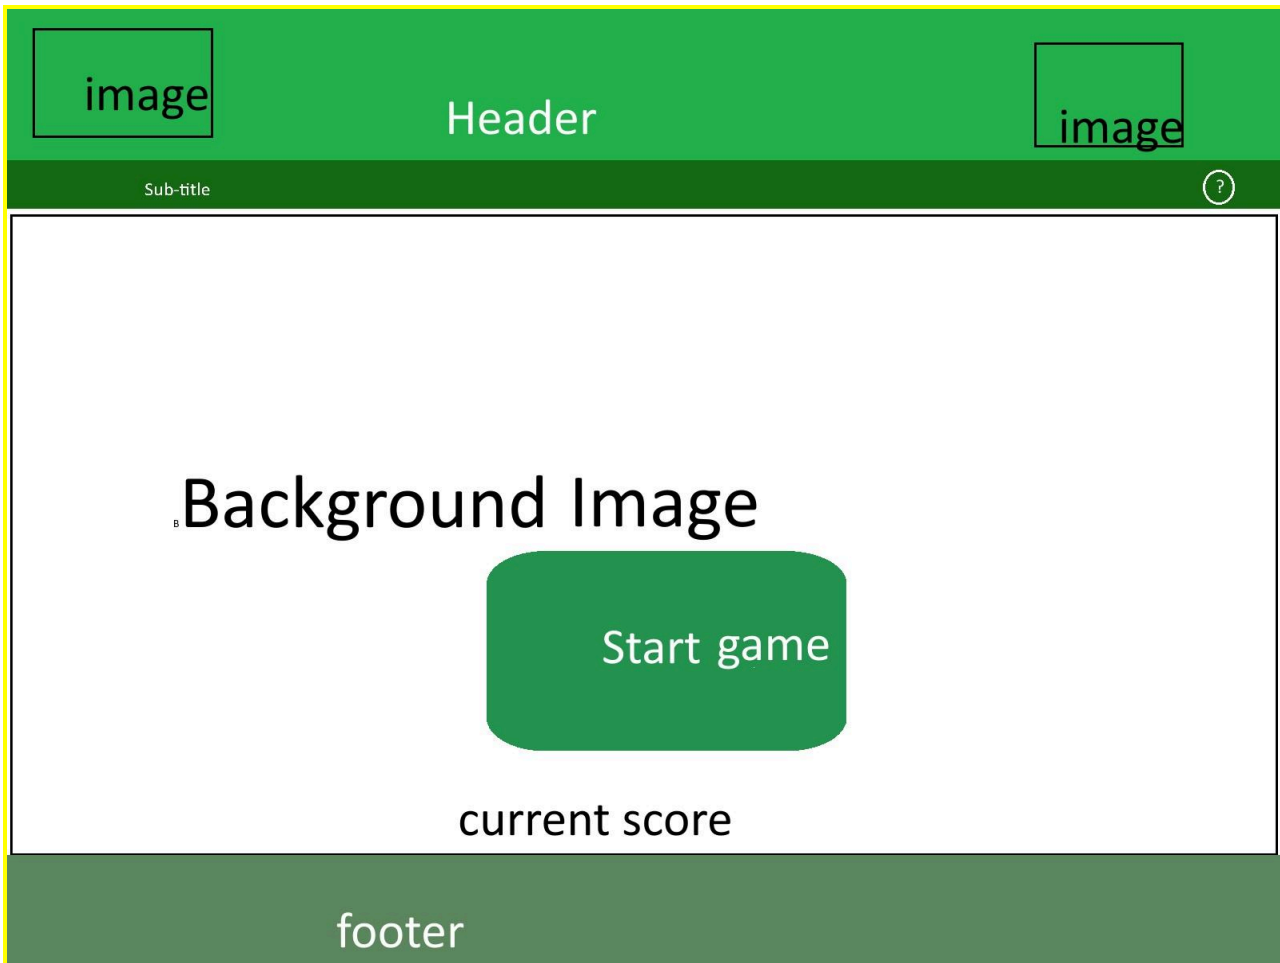 image
Header
image
Sub-title
?
Background Image
B
Start game
current score
footer